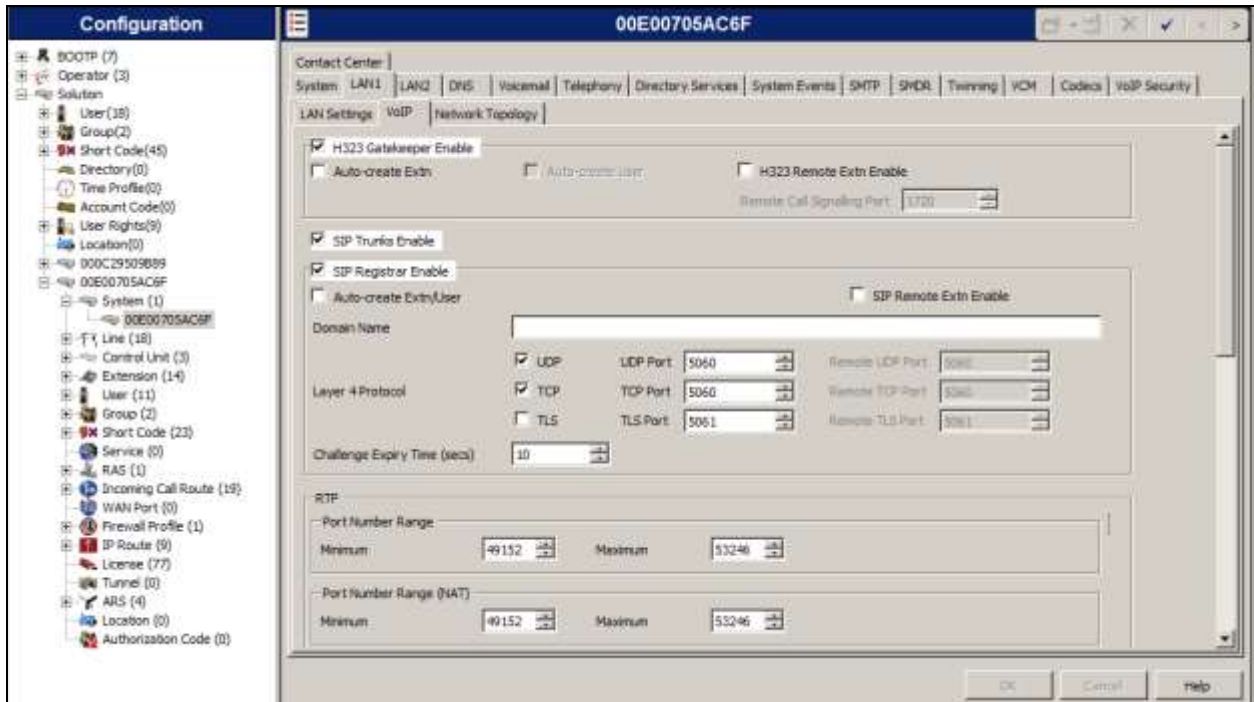 Configuration
BOOTP (7)
Operator (3)
Solution
User(18)
Group(2)
Short Code(45)
Directory(0)
Time Profile(0)
Account Code(0)
User Rights(9)
Location(0)
000C29509B89
00E00705AC6F
System (1)
00E00705AC6F
Line (18)
Control Unit (3)
Extension (14)
User (11)
Group (2)
Short Code (23)
Service (0)
RAS (1)
Incoming Call Route (19)
WAN Port (0)
Firewall Profile (1)
IP Route (9)
License (77)
Tunnel (0)
ARS (4)
Location (0)
Authorization Code (0)
00E00705AC6F
Contact Center
System LAN1 LAN2 DNS Voicemail Telephony Directory Services System Events SMTP SMDR Twinning VCM Codecs VoIP Security
LAN Settings VoIP Network Topology
H323 Gatekeeper Enable
Auto-create Extn Auto-create User H323 Remote Extn Enable
Remote Call Signalling Port 1720
SIP Trunks Enable
SIP Registrar Enable
Auto-create Extn/User SIP Remote Extn Enable
Domain Name
UDP UDP Port 5060 Remote UDP Port 5060
Layer 4 Protocol TCP TCP Port 5060 Remote TCP Port 5060
TLS TLS Port 5061 Remote TLS Port 5061
Challenge Expiry Time (secs) 10
RTP
Port Number Range
Minimum 49152 Maximum 53246
Port Number Range (NAT)
Minimum 49152 Maximum 53246
OK Cancel Help